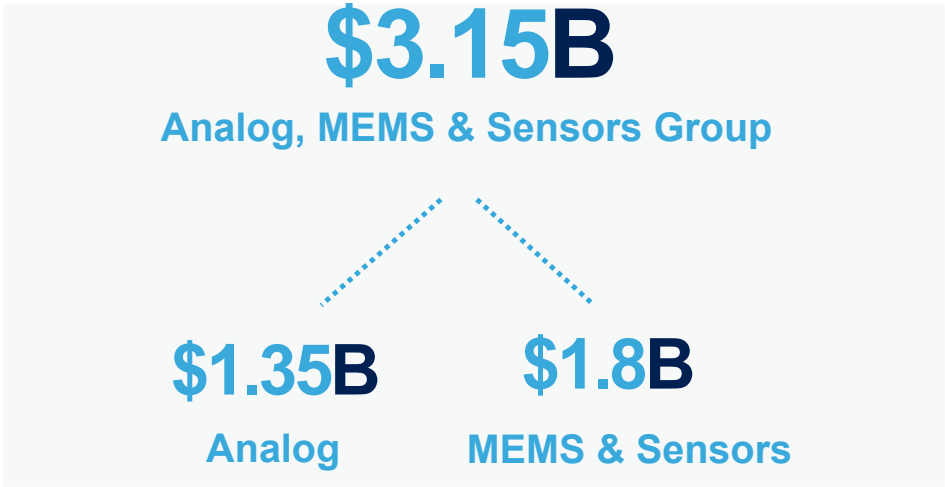 $3.15B
Analog, MEMS & Sensors Group
$1.35B
$1.8B
Analog
MEMS & Sensors